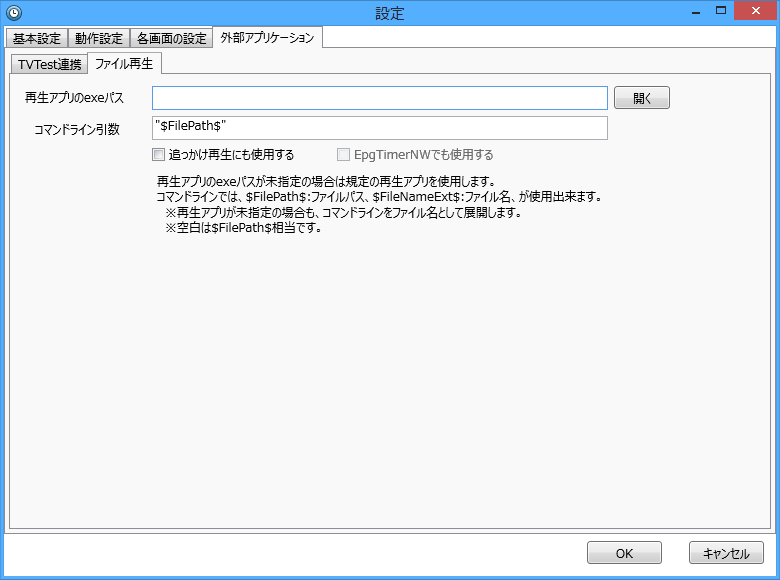 設定
基本設定 動作設定 各画面の設定 外部アプリケーション
TVTest連携 ファイル再生
再生アプリのexeパス 開く
コマンドライン引数 "$FilePath$"
追っかけ再生にも使用する EpgTimerNWでも使用する
再生アプリのexeパスが未指定の場合は規定の再生アプリを使用します。
コマンドラインでは、$FilePath$:ファイルパス、$FileNameExt$:ファイル名、が使用出来ます。
※再生アプリが未指定の場合も、コマンドラインをファイル名として展開します。
※空白は$FilePath$相当です。
OK キャンセル